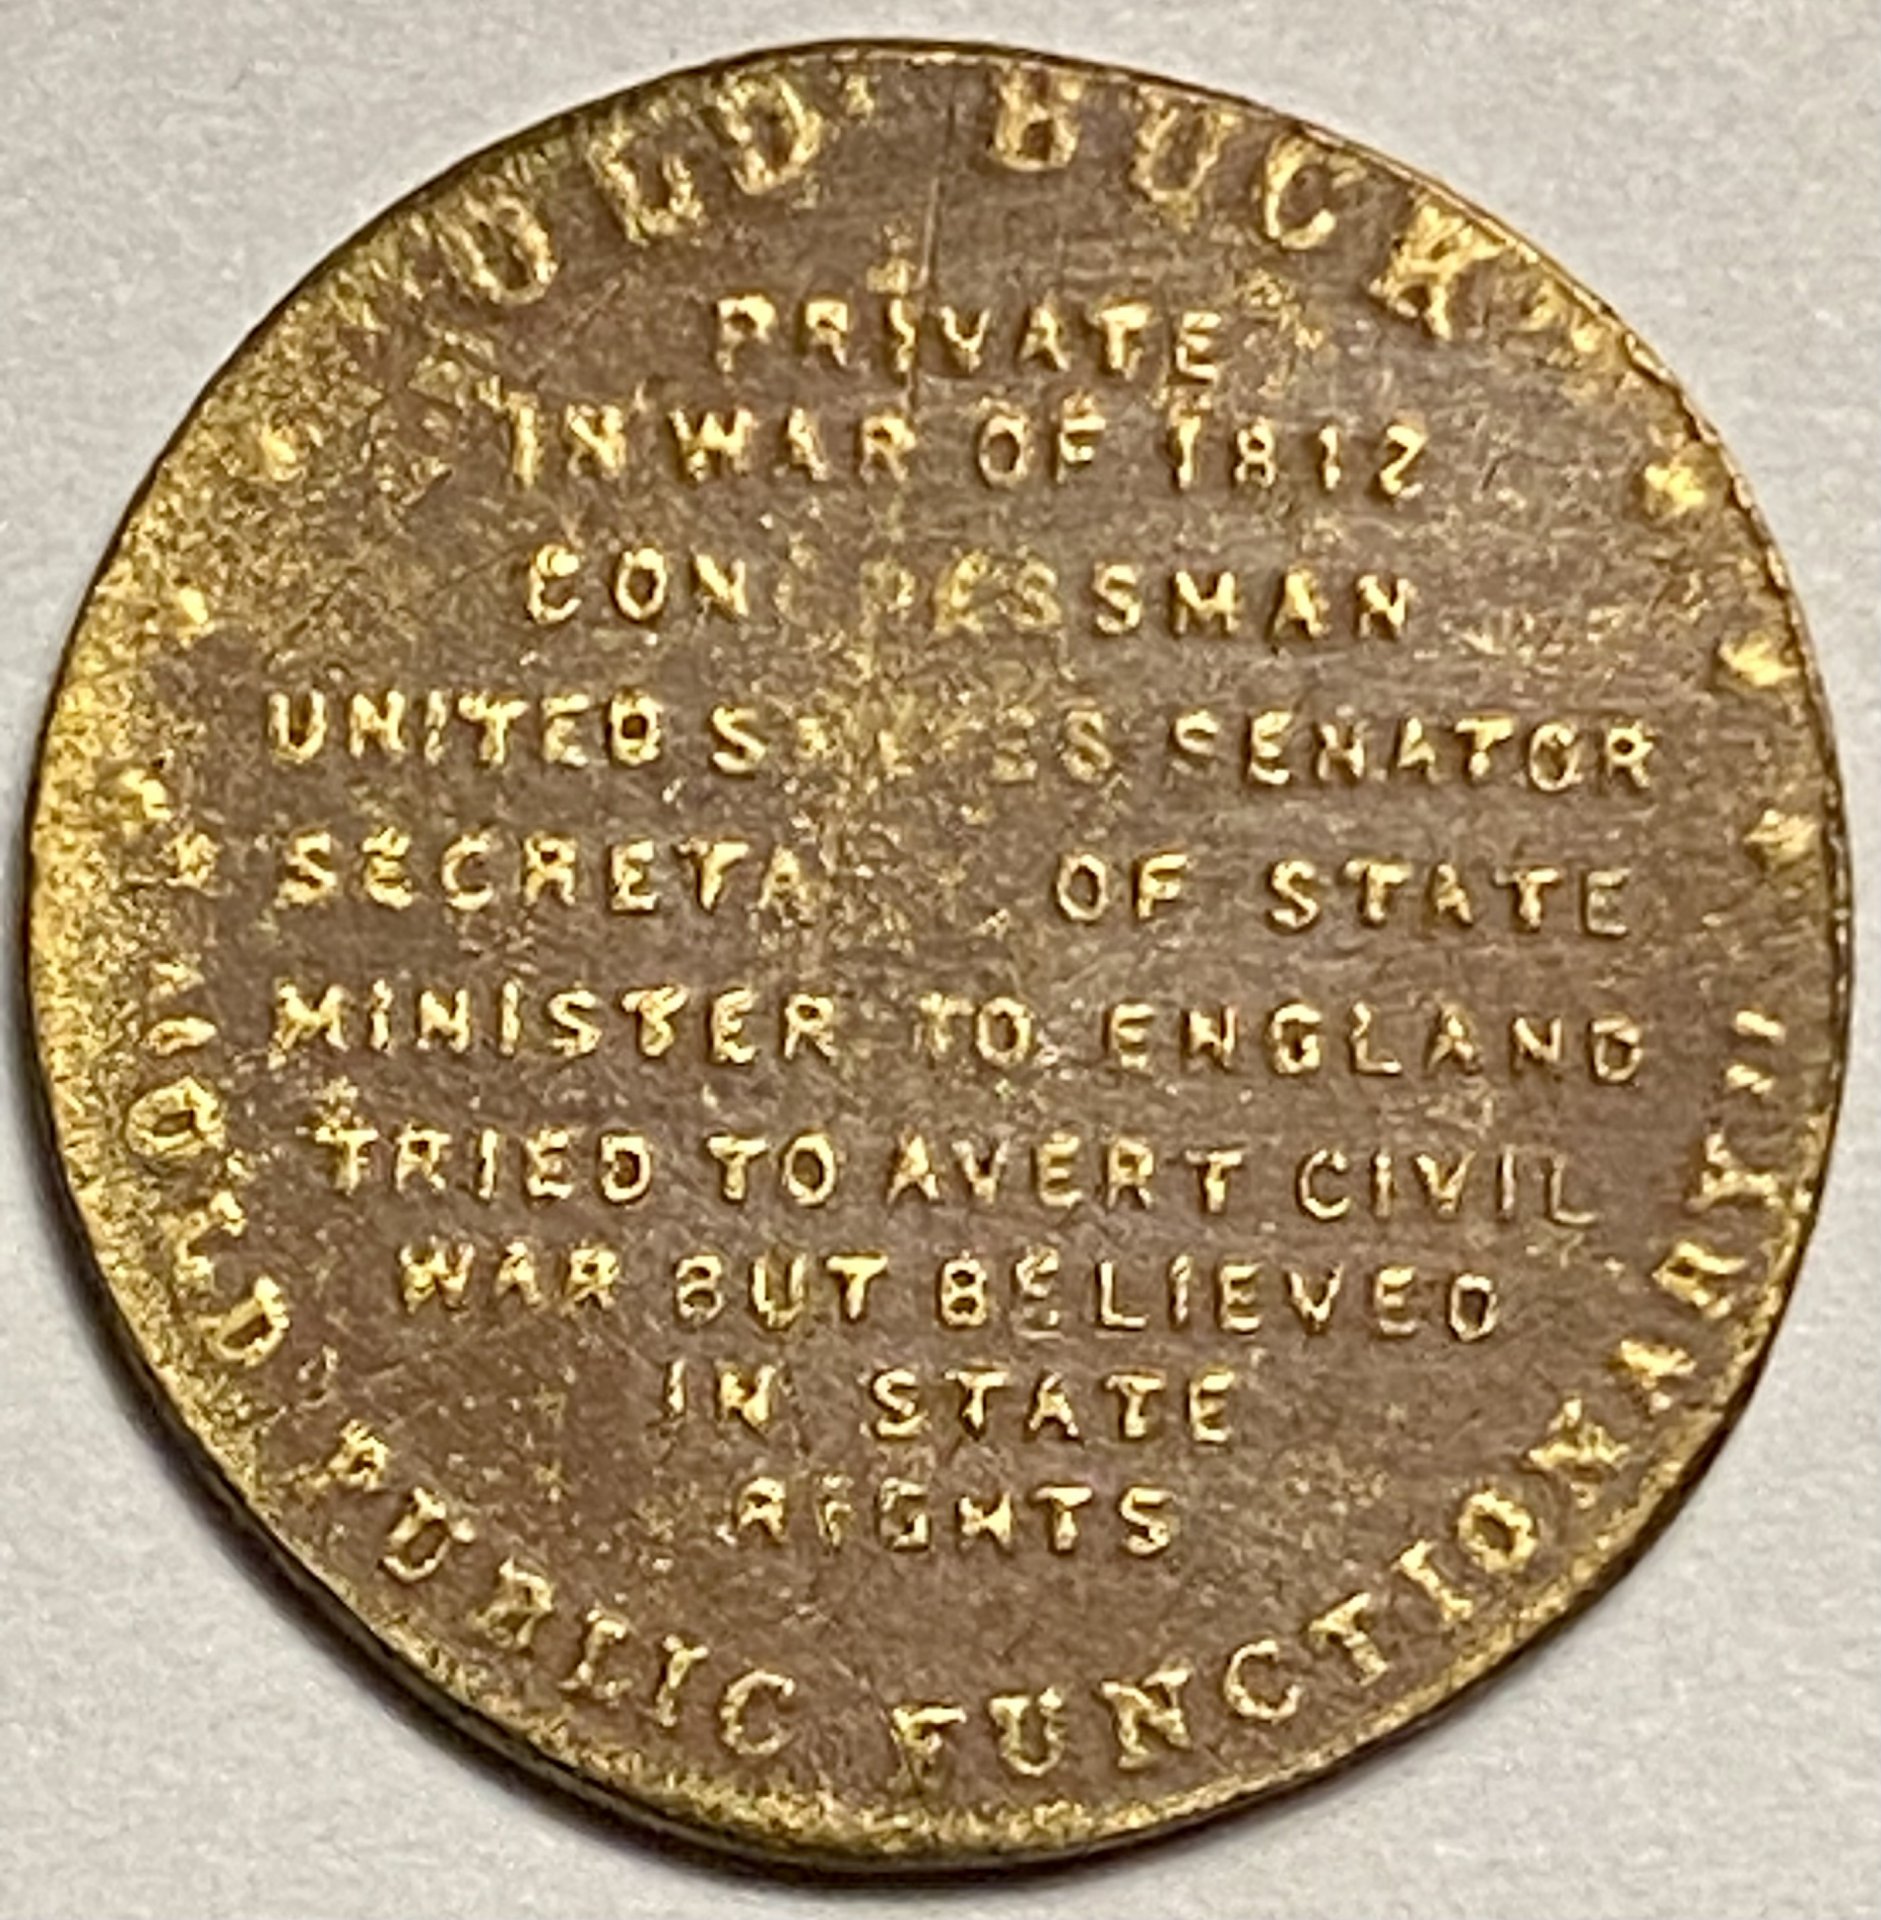 "OLD BUCK"
PRIVATE
IN WAR OF 1812
CONGRESSMAN
UNITED STATES SENATOR
SECRETA OF STATE
MINISTER TO ENGLAND
TRIED TO AVERT CIVIL
WAR BUT BELIEVED
IN STATE
RIGHTS
"OLD PUBLIC FUNCTIONARY"